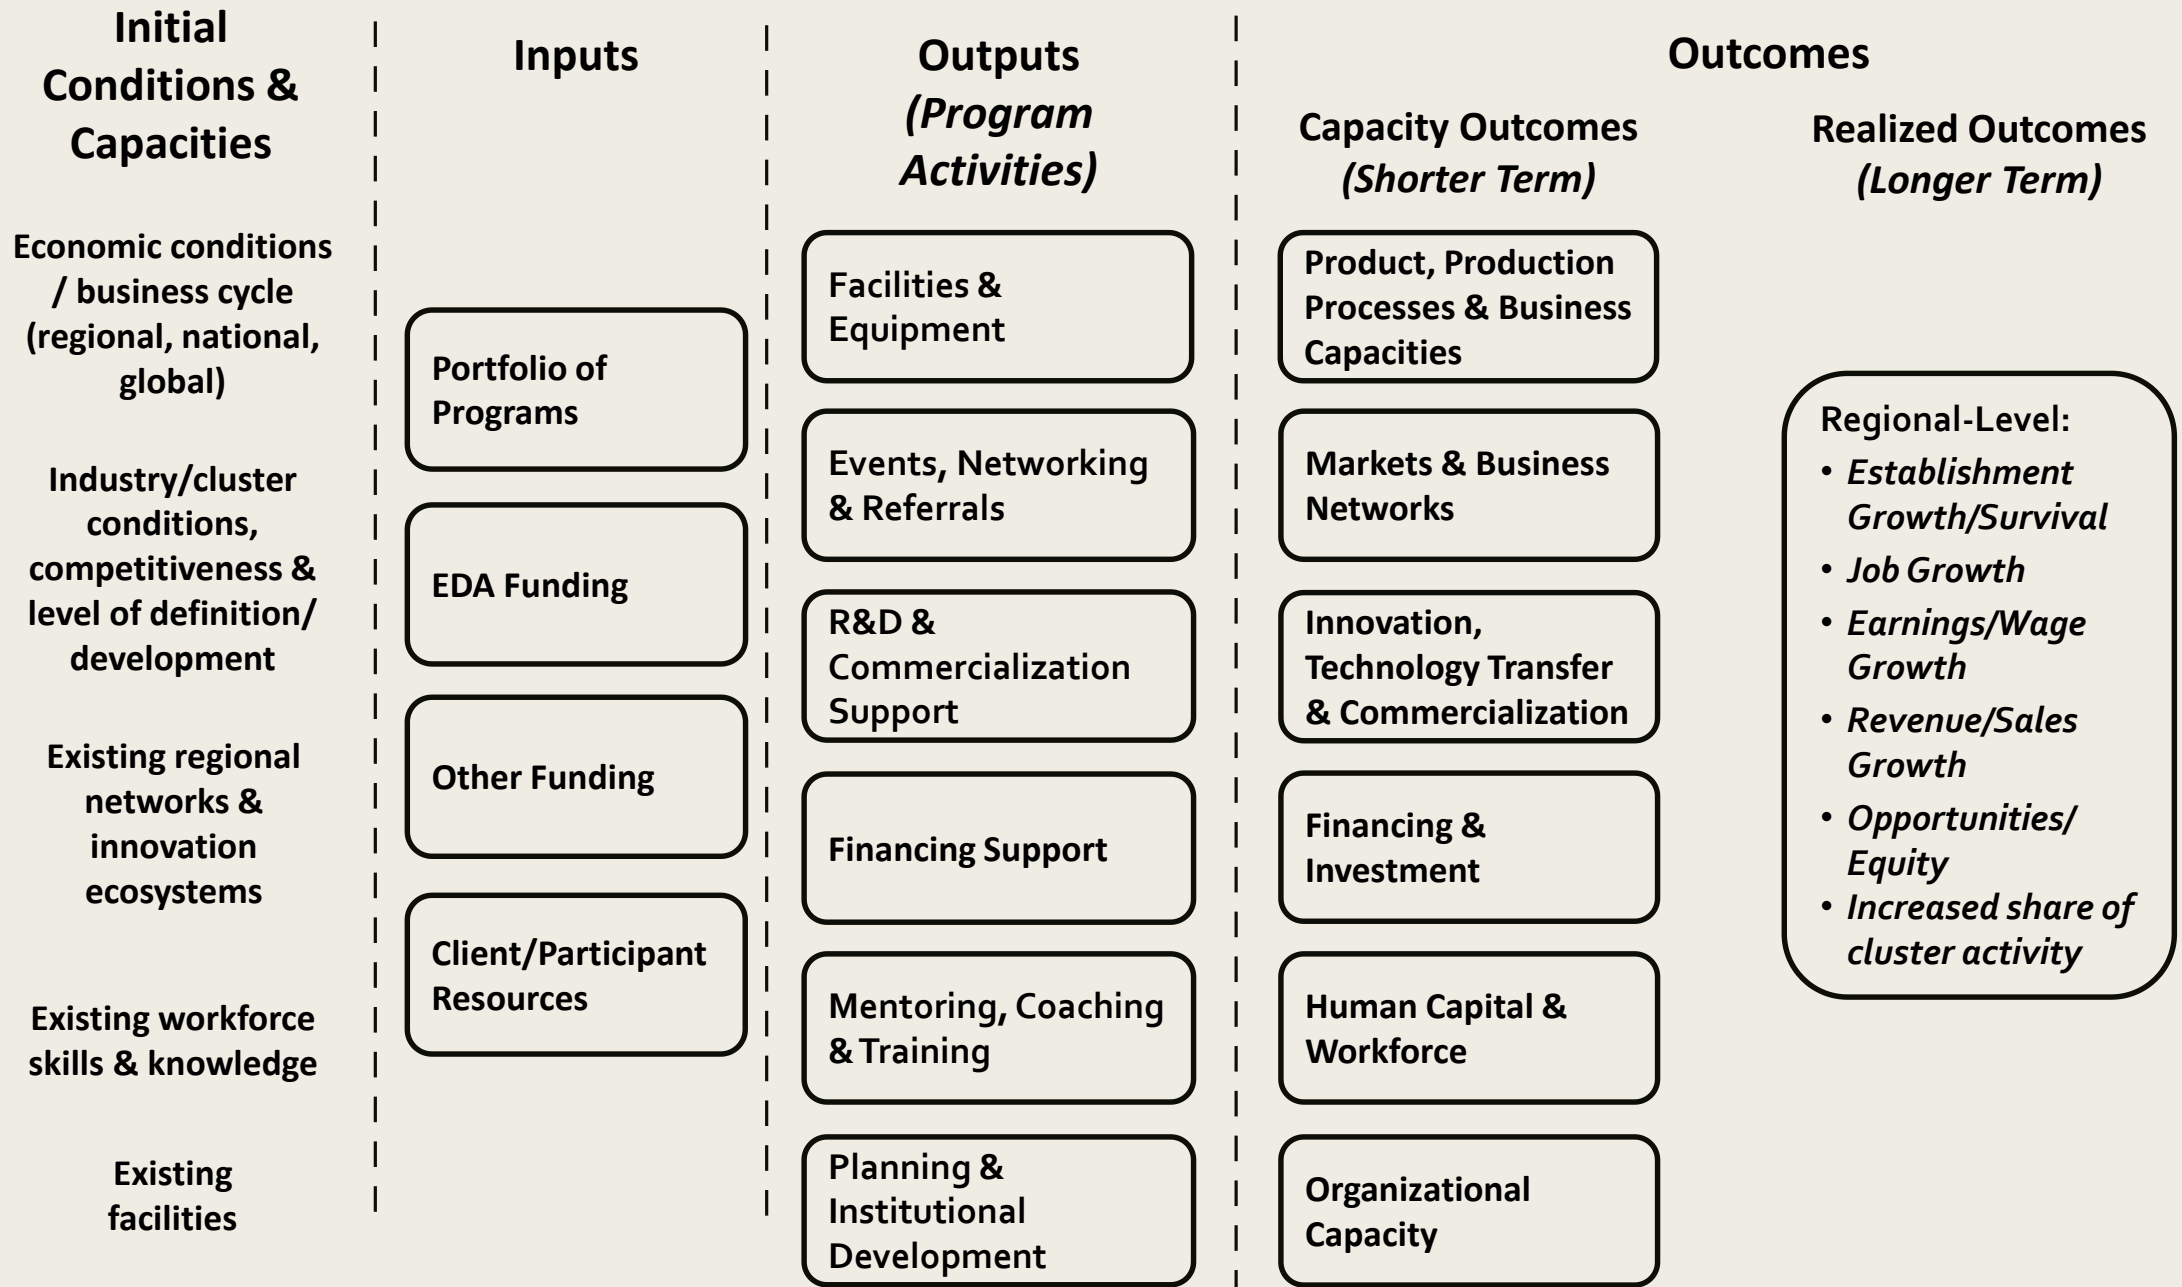 Initial
Conditions &
Capacities
Economic conditions
/ business cycle
(regional, national,
global)
Industry/cluster
conditions,
competitiveness &
level of definition/
development
Existing regional
networks &
innovation
ecosystems
Existing workforce
skills & knowledge
Existing
facilities
Inputs
Portfolio of
Programs
EDA Funding
Other Funding
Client/Participant
Resources
Outputs
(Program
Activities)
Facilities &
Equipment
Events, Networking
& Referrals
R&D &
Commercialization
Support
Financing Support
Mentoring, Coaching
& Training
Planning &
Institutional
Development
Outcomes
Capacity Outcomes
(Shorter Term)
Product, Production
Processes & Business
Capacities
Markets & Business
Networks
Innovation,
Technology Transfer
& Commercialization
Financing &
Investment
Human Capital &
Workforce
Organizational
Capacity
Realized Outcomes
(Longer Term)
Regional-Level:
• Establishment
Growth/Survival
• Job Growth
• Earnings/Wage
Growth
• Revenue/Sales
Growth
• Opportunities/
Equity
• Increased share of
cluster activity